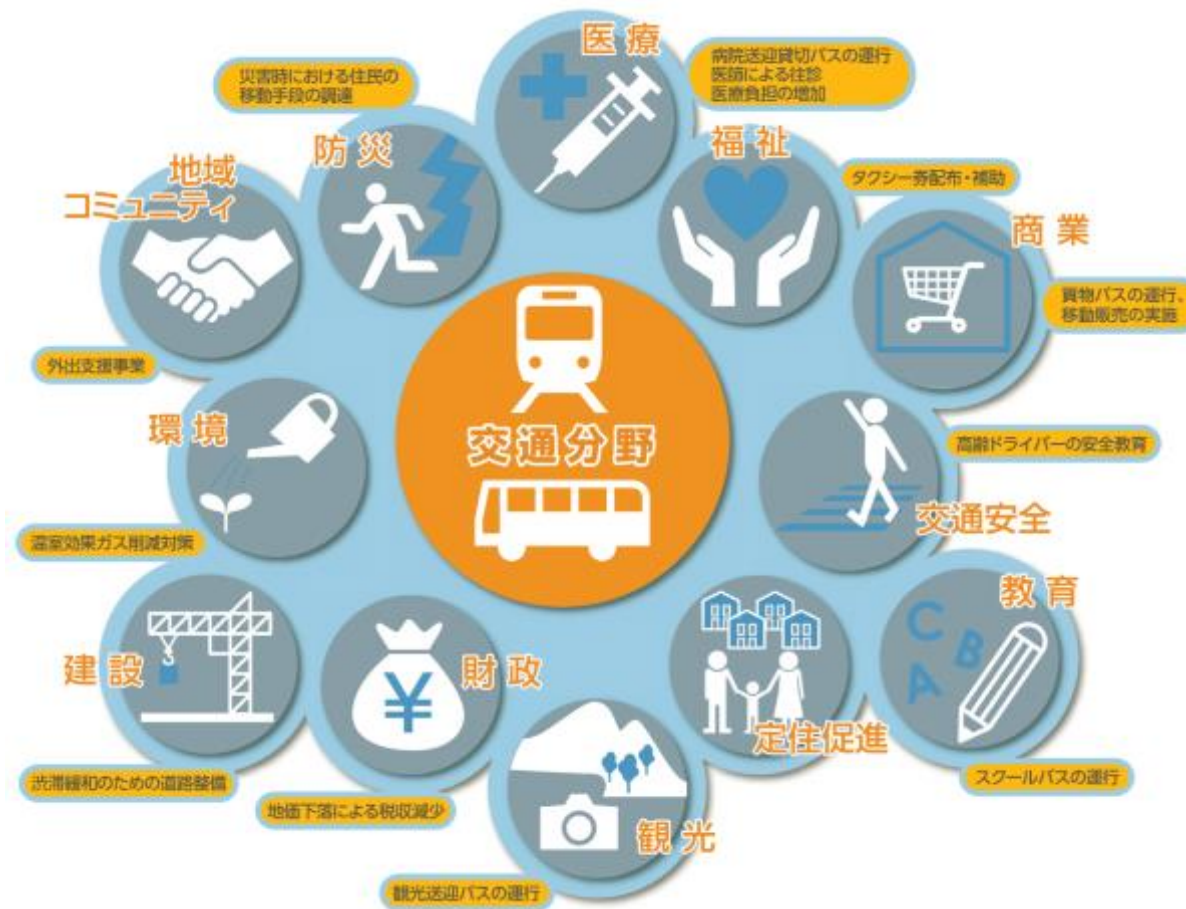 医療
病院送迎貸切バスの運行
医師による往診
医療負担の増加
災害時における住民の
移動手段の調達
防災
福祉
タクシー券配布・補助
地域
コミュニティ
商業
買物バスの運行、
移動販売の実施
外出支援事業
環境
交通分野
高齢ドライバーの安全教育
交通安全
温室効果ガス削減対策
教育
C
B
A
建設
¥
財政
定住促進
渋滞緩和のための道路整備
地価下落による税収減少
スクールバスの運行
観光
観光送迎バスの運行